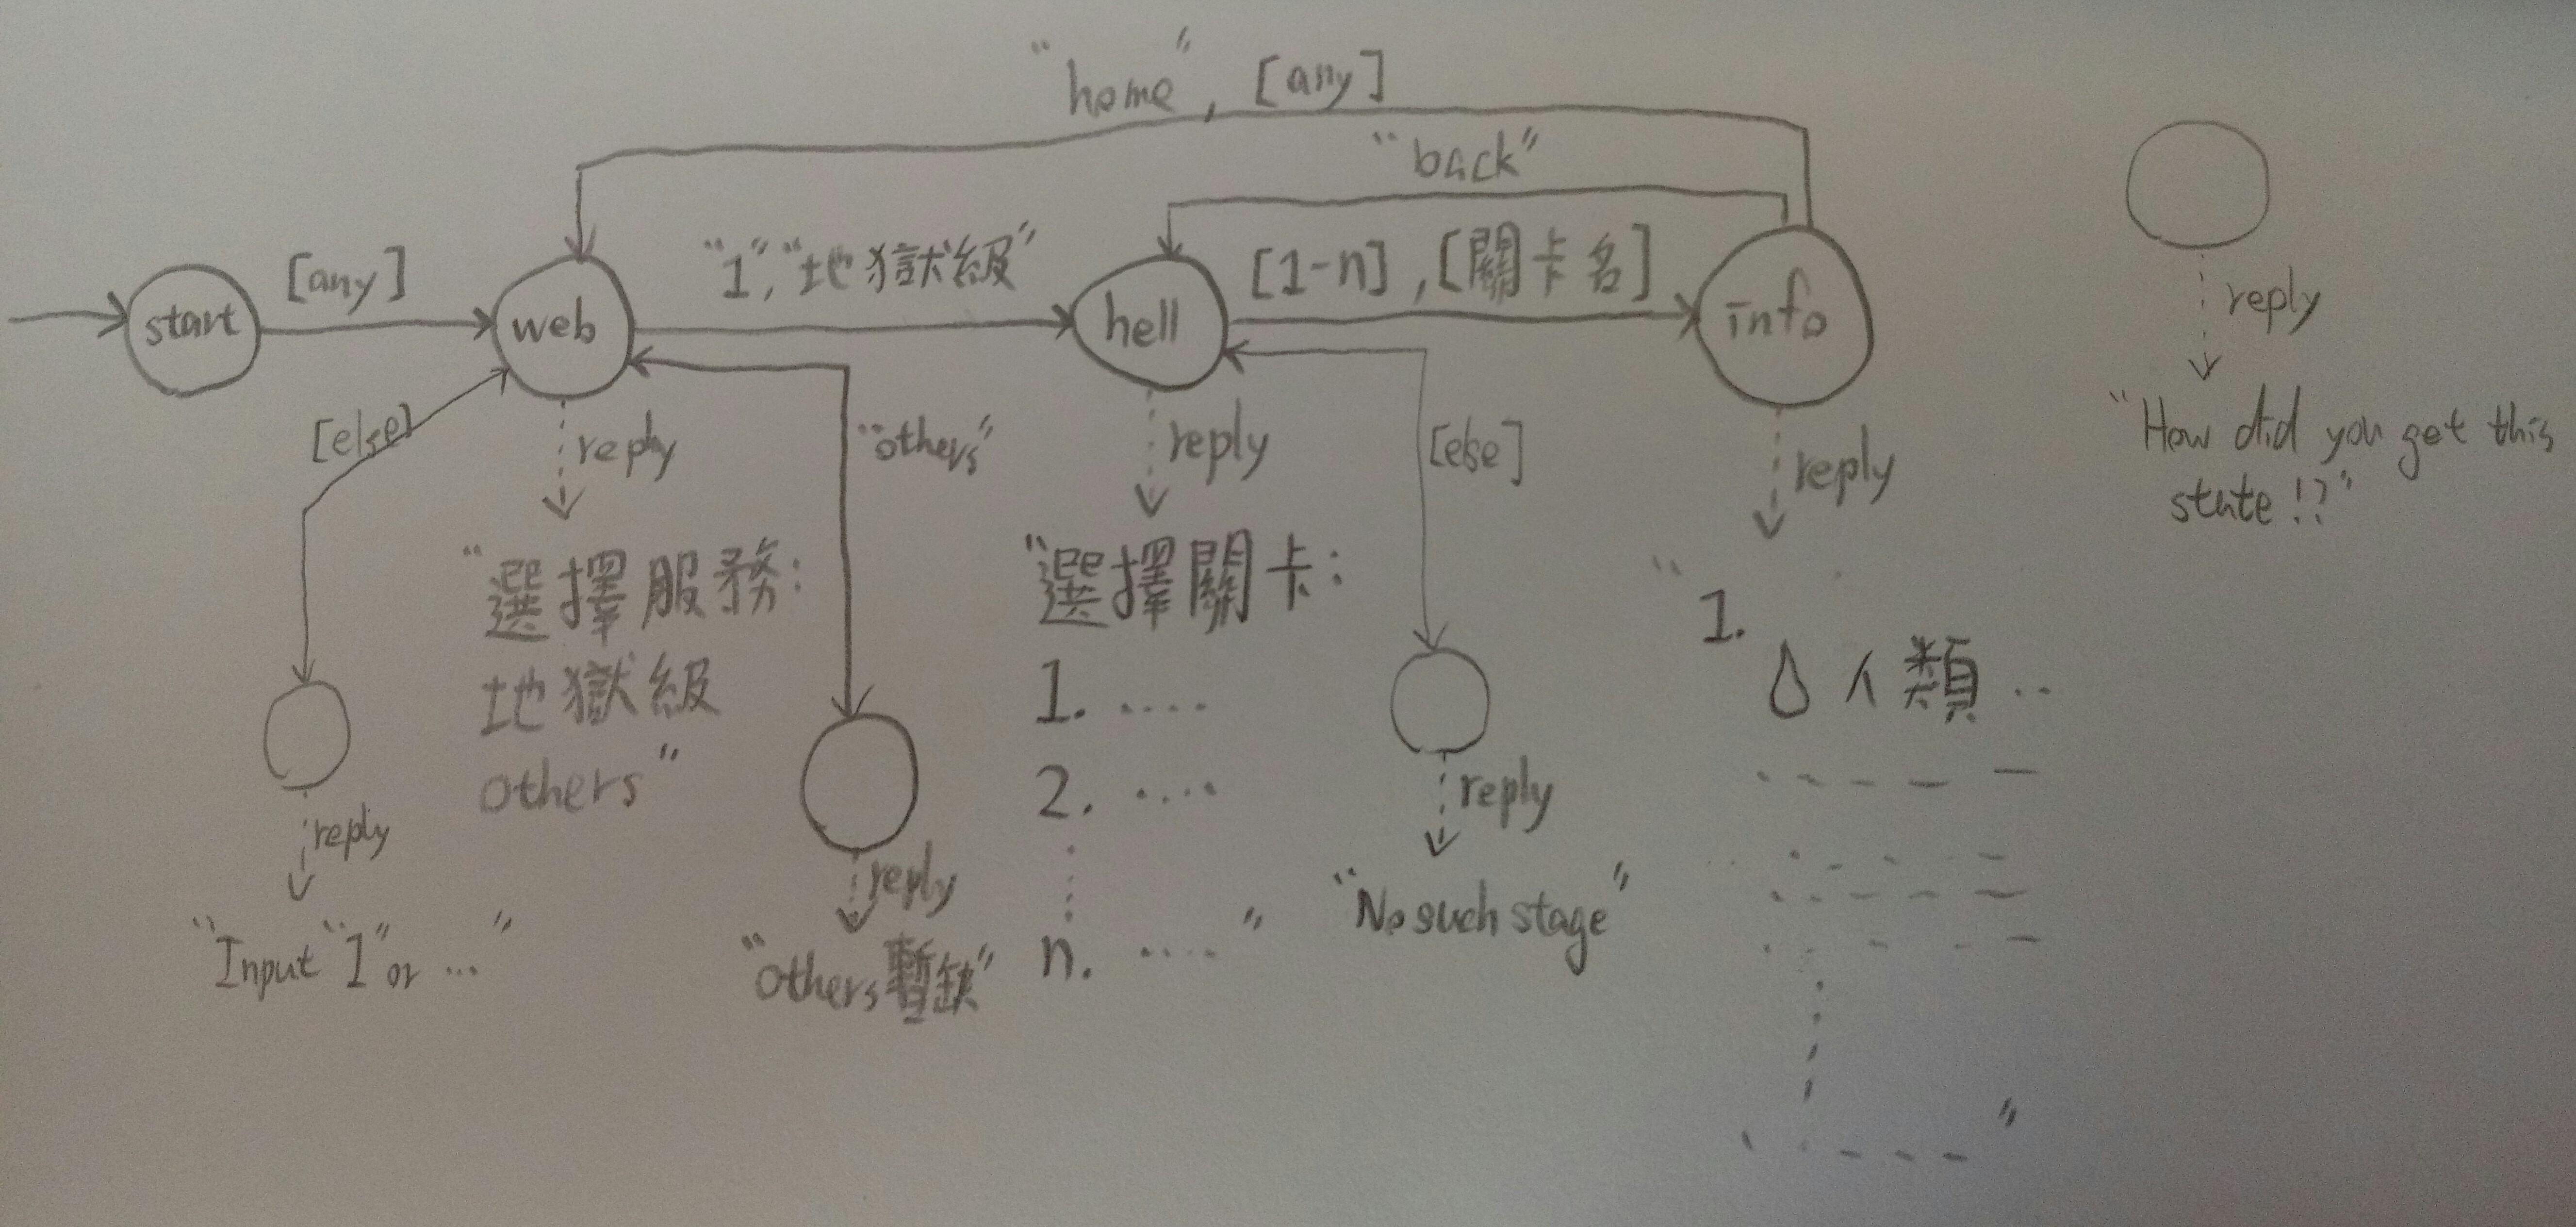 "home", [any]
"back"
[any]
"1", "地獄級"
[1-n], [關卡名]
start
web
hell
info
reply
"How did you get this
state!?"
[else]
reply
"others"
reply
[else]
reply
"選擇服務:
地獄級
others"
"選擇關卡:
1. ....
2. ....
n. ...."
"1.
人類..
reply
"Input "1" or ..."
reply
"others暫缺"
reply
"No such stage"